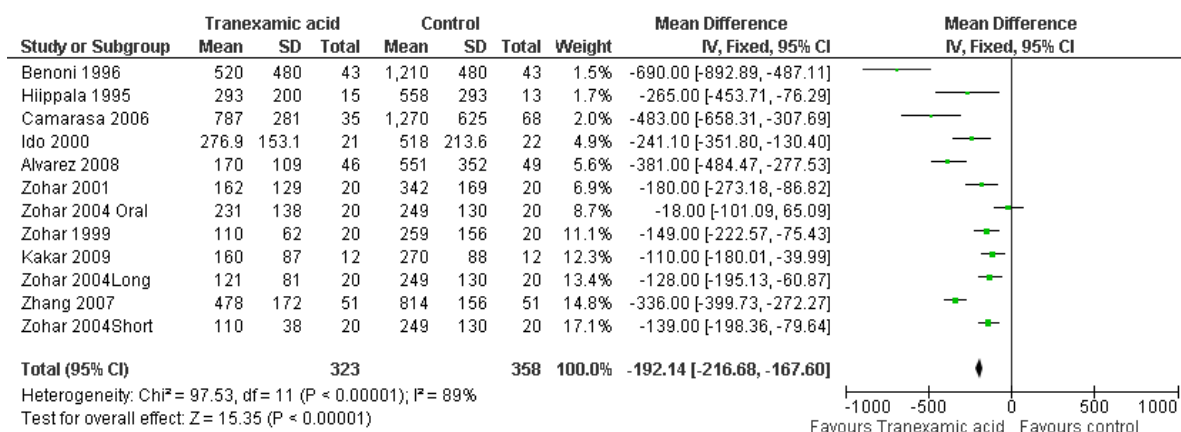 Tranexamic acid Control Mean Difference Mean Difference
Study or Subgroup Mean SD Total Mean SD Total Weight IV, Fixed, 95% CI IV, Fixed, 95% CI
Benoni 1996 520 480 43 1,210 480 43 1.5% -690.00 [-892.89, -487.11]
Hiippala 1995 293 200 15 558 293 13 1.7% -265.00 [-453.71, -76.29]
Camarasa 2006 787 281 35 1,270 625 68 2.0% -483.00 [-658.31, -307.69]
Ido 2000 276.9 153.1 21 518 213.6 22 4.9% -241.10 [-351.80, -130.40]
Alvarez 2008 170 109 46 551 352 49 5.6% -381.00 [-484.47, -277.53]
Zohar 2001 162 129 20 342 169 20 6.9% -180.00 [-273.18, -86.82]
Zohar 2004 Oral 231 138 20 249 130 20 8.7% -18.00 [-101.09, 65.09]
Zohar 1999 110 62 20 259 156 20 11.1% -149.00 [-222.57, -75.43]
Kakar 2009 160 87 12 270 88 12 12.3% -110.00 [-180.01, -39.99]
Zohar 2004Long 121 81 20 249 130 20 13.4% -128.00 [-195.13, -60.87]
Zhang 2007 478 172 51 814 156 51 14.8% -336.00 [-399.73, -272.27]
Zohar 2004Short 110 38 20 249 130 20 17.1% -139.00 [-198.36, -79.64]
Total (95% CI) 323 358 100.0% -192.14 [-216.68, -167.60]
Heterogeneity: Chi² = 97.53, df = 11 (P < 0.00001); I² = 89%
Test for overall effect: Z = 15.35 (P < 0.00001)
-1000 -500 0 500 1000
Favours Tranexamic acid Favours control